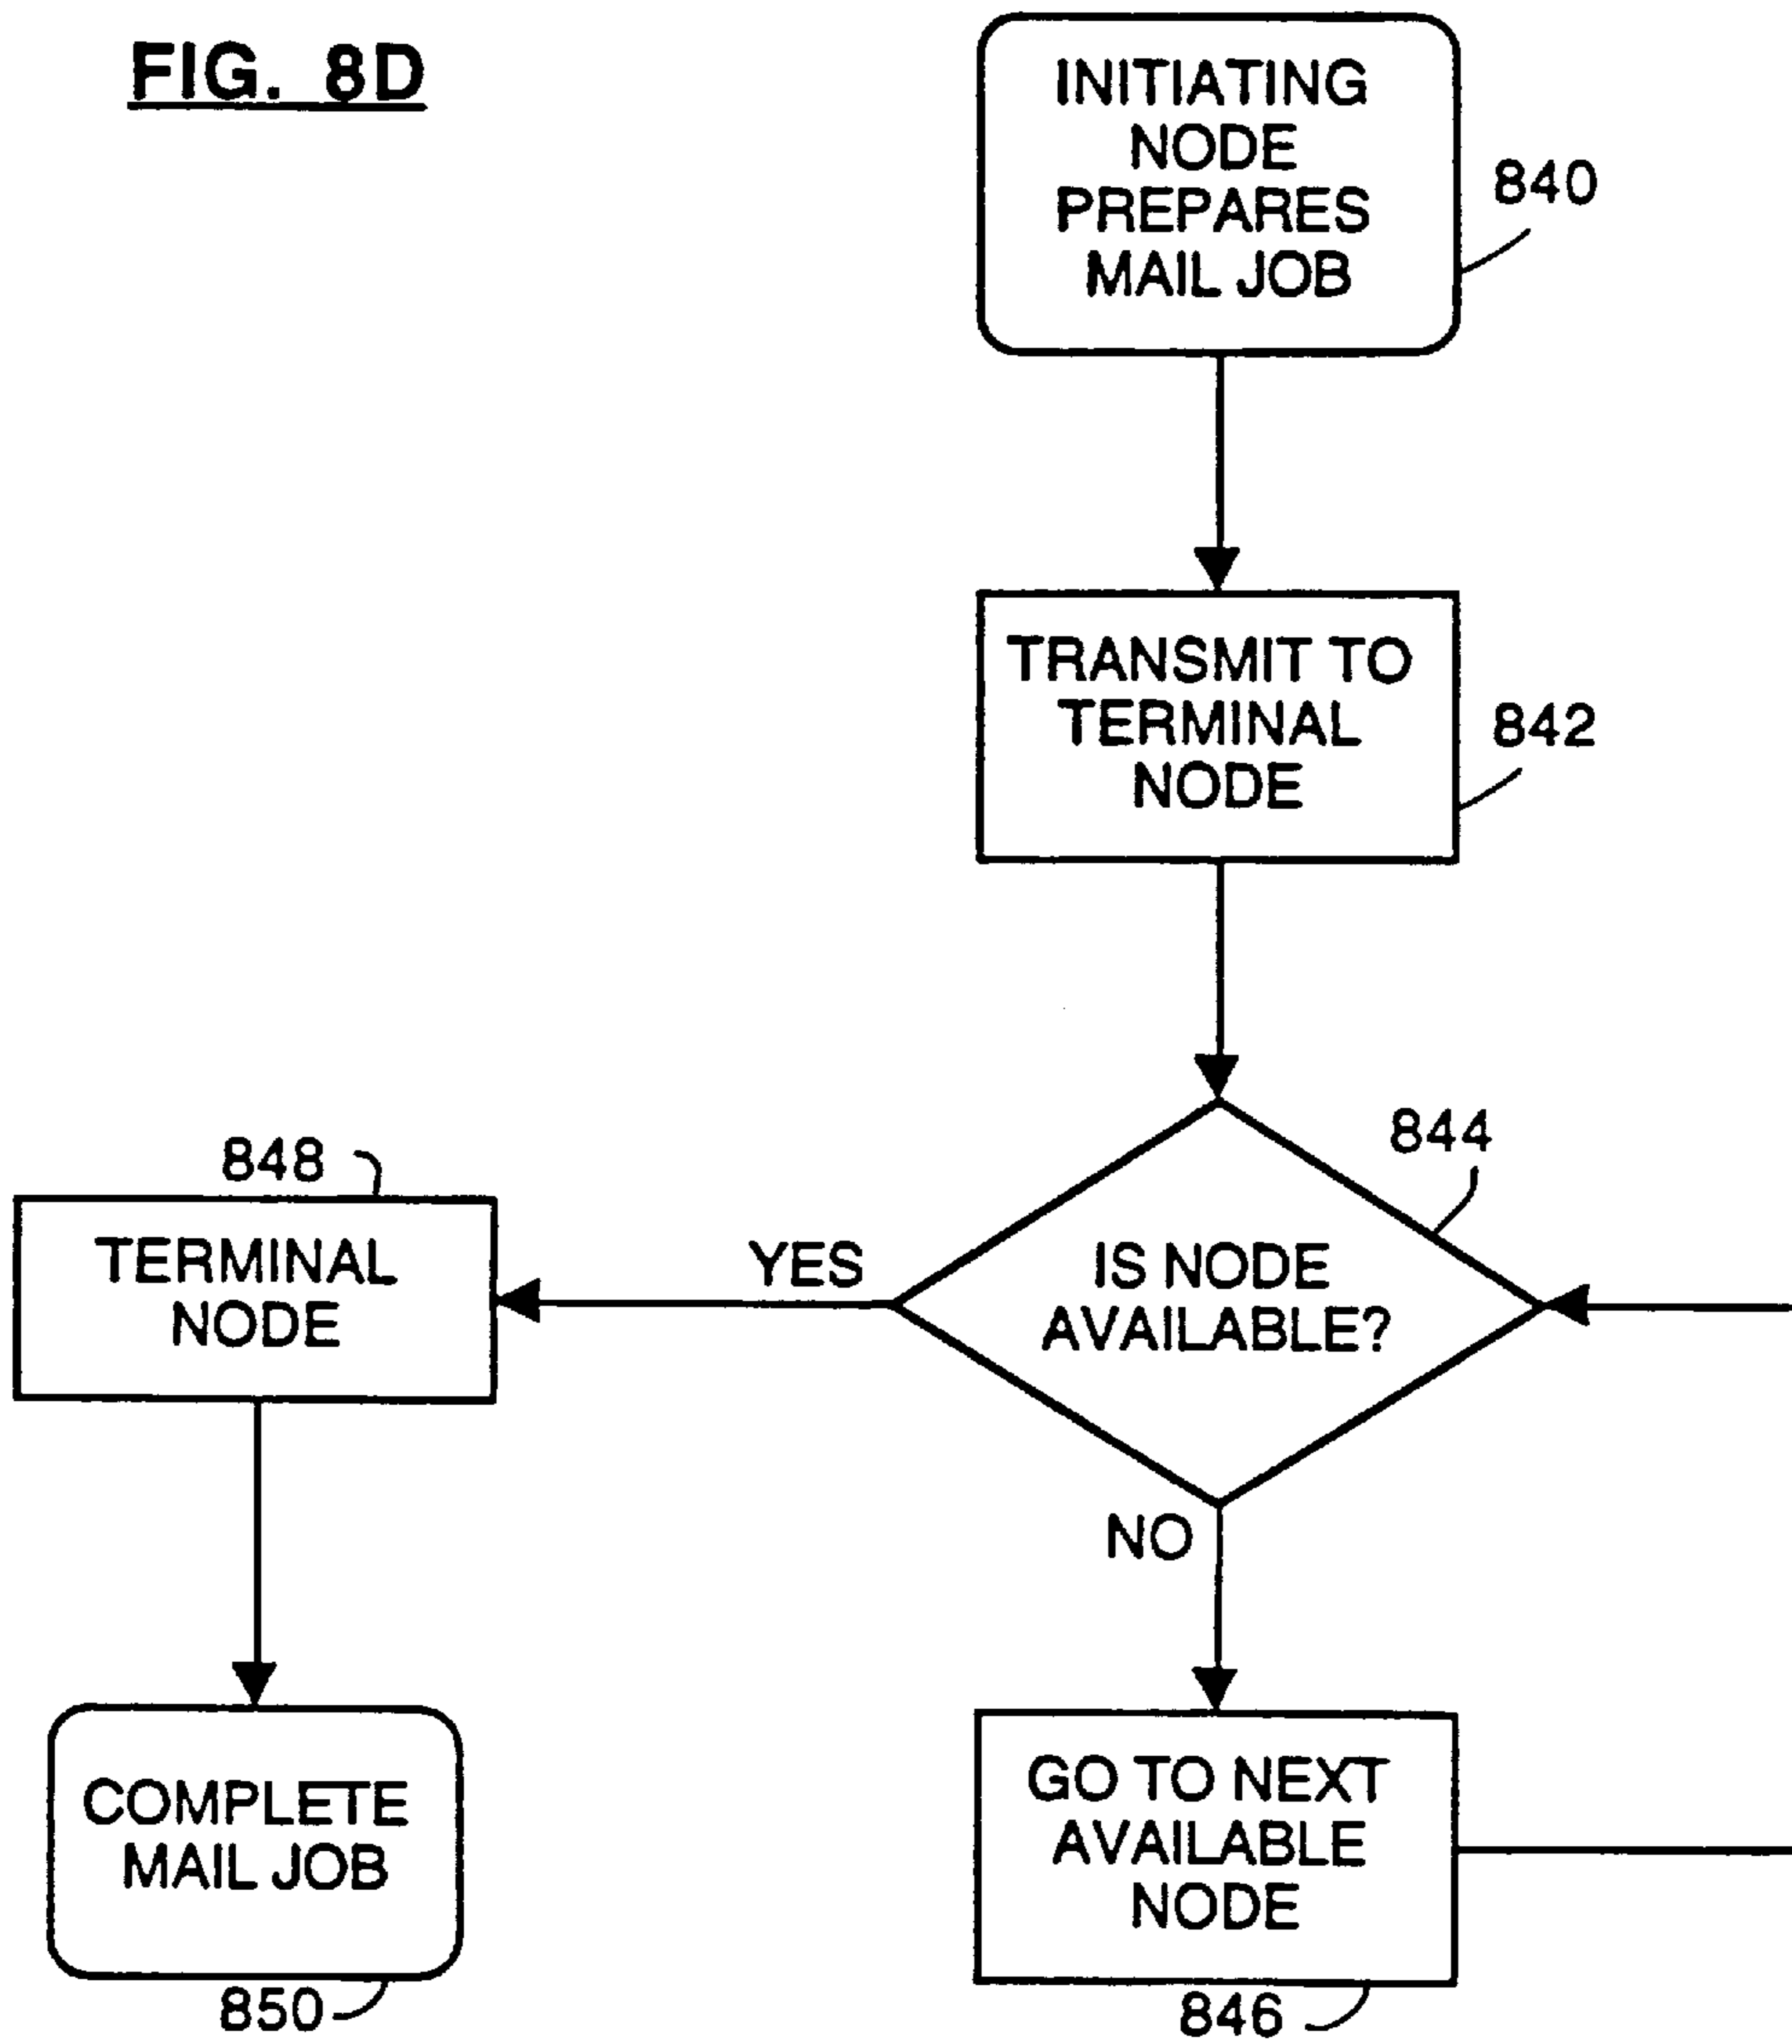 FIG. 8D
INITIATING
NODE
PREPARES
MAIL JOB
840
TRANSMIT TO
TERMINAL
NODE
842
844
IS NODE
AVAILABLE?
YES
848
TERMINAL
NODE
NO
COMPLETE
MAIL JOB
850
GO TO NEXT
AVAILABLE
NODE
846